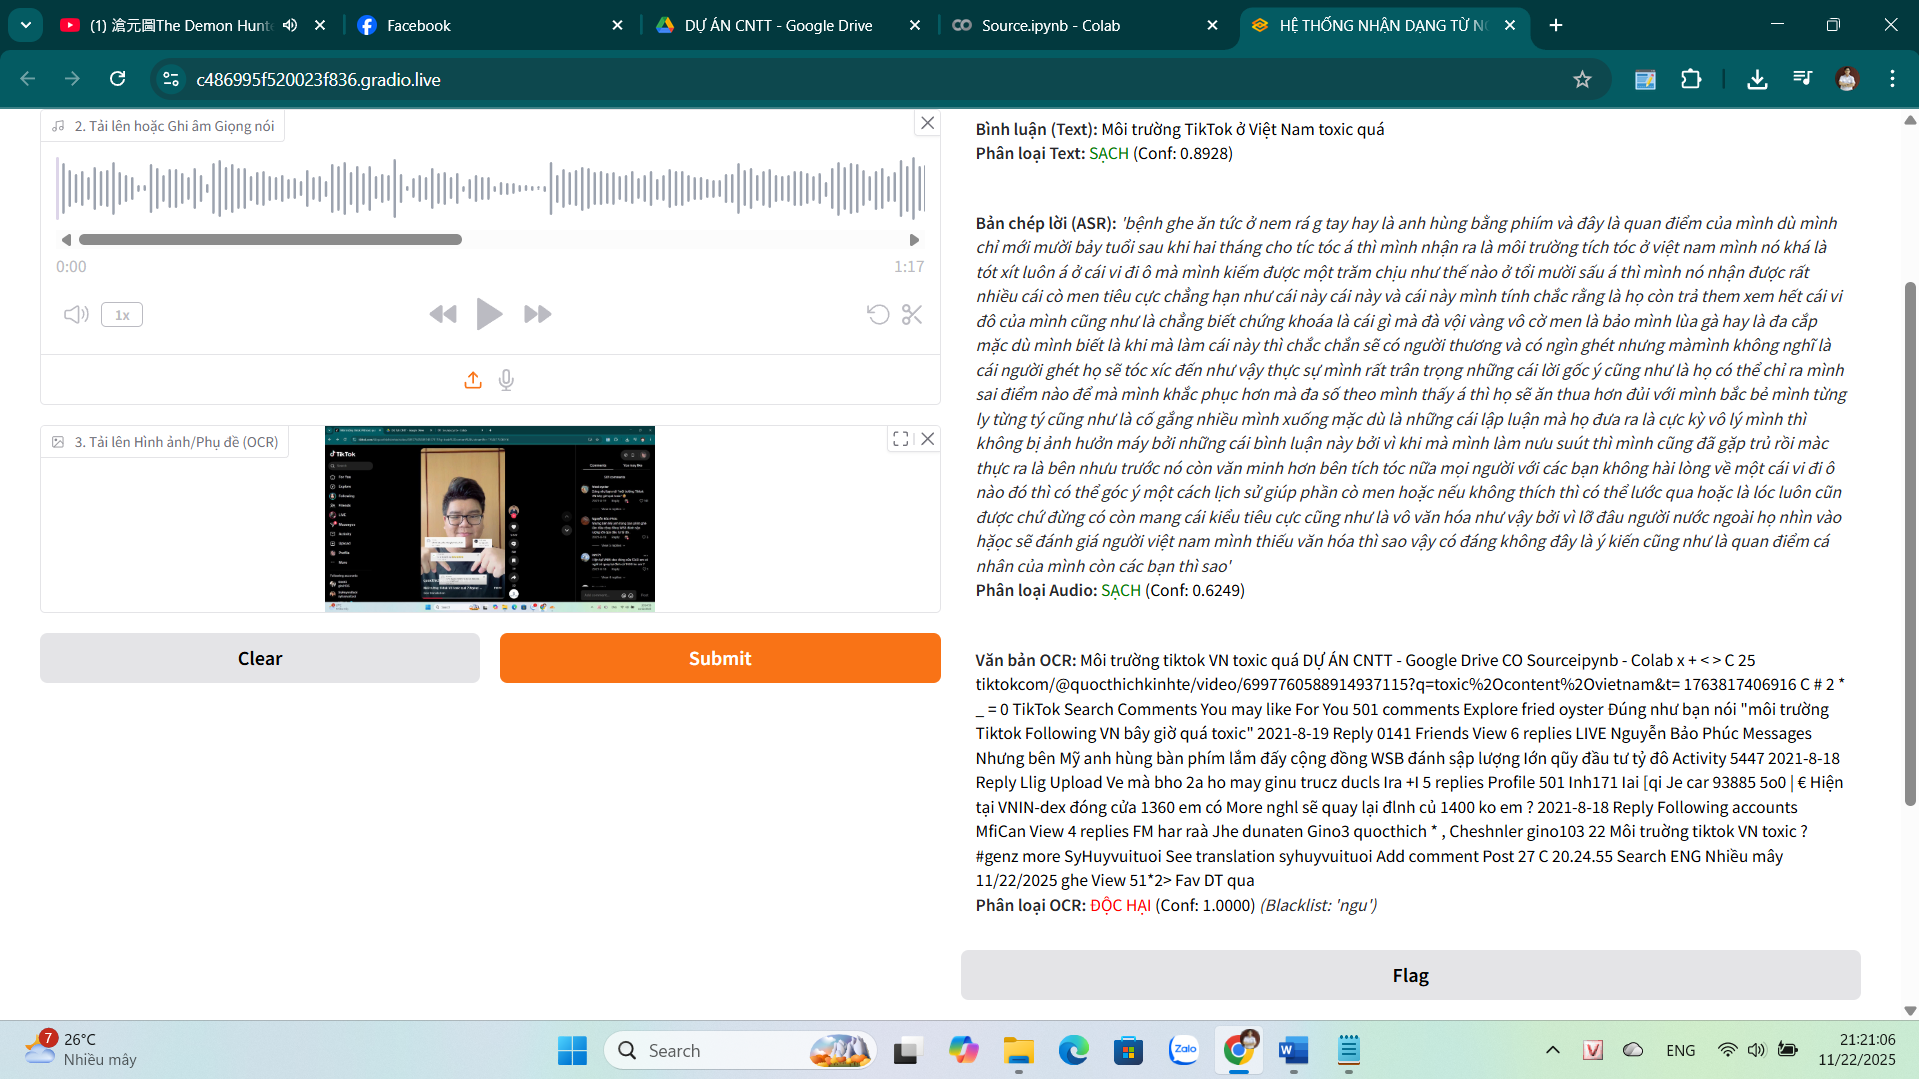 (1) 滄元圖The Demon Hunte
Facebook
DỰ ÁN CNTT - Google Drive
Source.ipynb - Colab
HỆ THỐNG NHẬN DẠNG TỪ N
c486995f520023f836.gradio.live
2. Tải lên hoặc Ghi âm Giọng nói
0:00
1:17
1x
3. Tải lên Hình ảnh/Phụ đề (OCR)
TikTok
Clear
Submit
Bình luận (Text): Môi trường TikTok ở Việt Nam toxic quá
Phân loại Text: SẠCH (Conf: 0.8928)
Bản chép lời (ASR): 'bệnh ghe ăn tức ở nem rá g tay hay là anh hùng bằng phiím và đây là quan điểm của mình dù mình
chỉ mới mười bảy tuổi sau khi hai tháng cho tíc tóc á thì mình nhận ra là môi trường tích tóc ở việt nam mình nó khá là
tót xít luôn á ở cái vi đi ô mà mình kiếm được một trăm chịu như thế nào ở tổi mười sấu á thì mình nó nhận được rất
nhiều cái cò men tiêu cực chẳng hạn như cái này cái này và cái này mình tính chắc rằng là họ còn trả them xem hết cái vi
đô của mình cũng như là chẳng biết chứng khoáa là cái gì mà đà vội vàng vô cờ men là bảo mình lùa gà hay là đa cắp
mặc dù mình biết là khi mà làm cái này thì chắc chắn sẽ có người thương và có ngìn ghét nhưng màmình không nghĩ là
cái người ghét họ sẽ tóc xíc đến như vậy thực sự mình rất trân trọng những cái lời gốc ý cũng như là họ có thể chỉ ra mình
sai điểm nào để mà mình khắc phục hơn mà đa số theo mình thấy á thì họ sẽ ăn thua hơn đủi với mình bắc bẻ mình từng
ly từng tý cũng như là cố gắng nhiều mình xuống mặc dù là những cái lập luận mà họ đưa ra là cực kỳ vô lý mình thì
không bị ảnh hưởn máy bởi những cái bình luận này bởi vì khi mà mình làm nưu suút thì mình cũng đã gặp trủ rồi màc
thực ra là bên nhưu trước nó còn văn minh hơn bên tích tóc nữa mọi người với các bạn không hài lòng về một cái vi đi ô
nào đó thì có thể góc ý một cách lịch sử giúp phần cò men hoặc nếu không thích thì có thể lước qua hoặc là lóc luôn cũn
được chứ đừng có còn mang cái kiểu tiêu cực cũng như là vô văn hóa như vậy bởi vì lỡ đâu người nước ngoài họ nhìn vào
hặọc sẽ đánh giá người việt nam mình thiếu văn hóa thì sao vậy có đáng không đây là ý kiến cũng như là quan điểm cá
nhân của mình còn các bạn thì sao'
Phân loại Audio: SẠCH (Conf: 0.6249)
Văn bản OCR: Môi trường tiktok VN toxic quá DỰ ÁN CNTT - Google Drive CO Sourceipynb - Colab x + < > C 25
tiktokcom/@quocthichkinhte/video/6997760588914937115?q=toxic%2Ocontent%2Ovietnam&t= 1763817406916 C # 2 *
_ = 0 TikTok Search Comments You may like For You 501 comments Explore fried oyster Đúng như bạn nói "môi trường
Tiktok Following VN bây giờ quá toxic" 2021-8-19 Reply 0141 Friends View 6 replies LIVE Nguyễn Bảo Phúc Messages
Nhưng bên Mỹ anh hùng bàn phím lắm đấy cộng đồng WSB đánh sập lượng lớn qũy đầu tư tỷ đô Activity 5447 2021-8-18
Reply Llig Upload Ve mà bho 2a ho may ginu trucz ducls Ira +I 5 replies Profile 501 Inh171 Iai [qi Je car 93885 5o0 | € Hiện
tại VNIN-dex đóng cửa 1360 em có More nghl sẽ quay lại đInh củ 1400 ko em ? 2021-8-18 Reply Following accounts
MfiCan View 4 replies FM har raà Jhe dunaten Gino3 quocthich * , Cheshnler gino103 22 Môi truờng tiktok VN toxic ?
#genz more SyHuyvuituoi See translation syhuyvuituoi Add comment Post 27 C 20.24.55 Search ENG Nhiều mây
11/22/2025 ghe View 51*2> Fav DT qua
Phân loại OCR: ĐỘC HẠI (Conf: 1.0000) (Blacklist: 'ngu')
Flag
7
26°C
Nhiều mây
Search
Zalo
ENG
21:21:06
11/22/2025